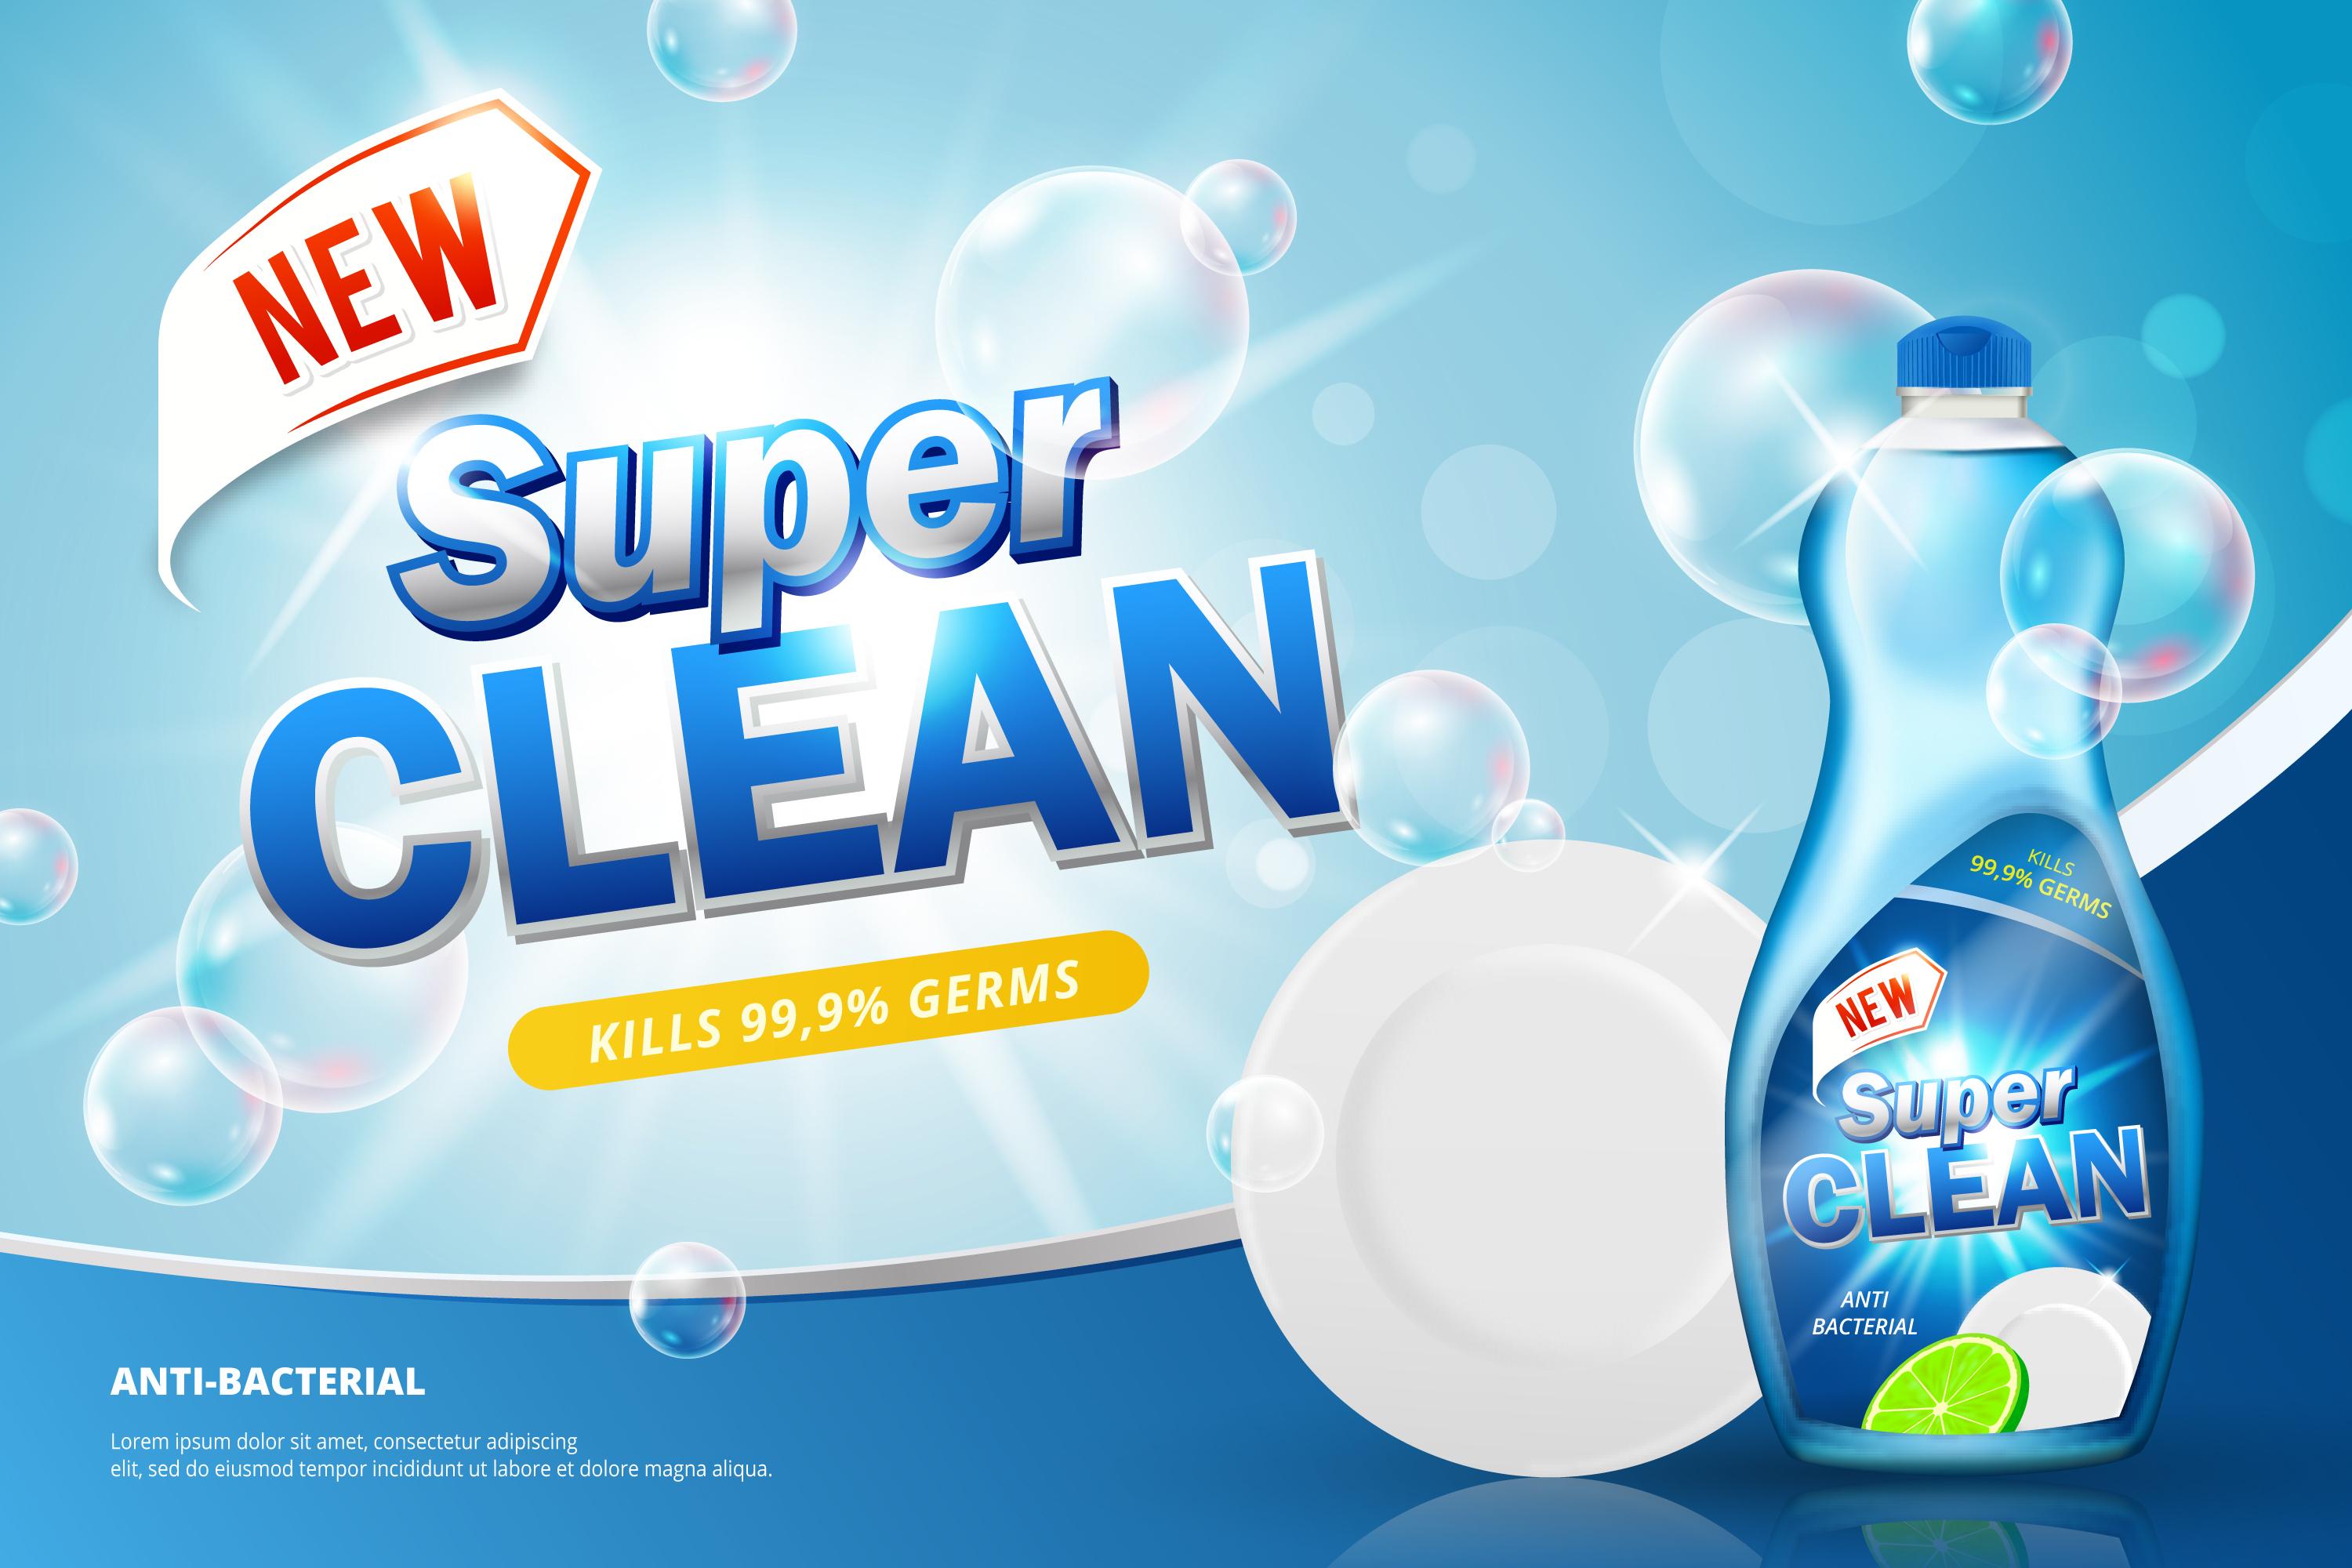 NEW
Super
CLEAN
KILLS 99,9% GERMS
ANTI-BACTERIAL
Lorem ipsum dolor sit amet, consectetur adipiscing
elit, sed do eiusmod tempor incididunt ut labore et dolore magna aliqua.
KILLS
99,9% GERMS
NEW
Super
CLEAN
ANTI
BACTERIAL